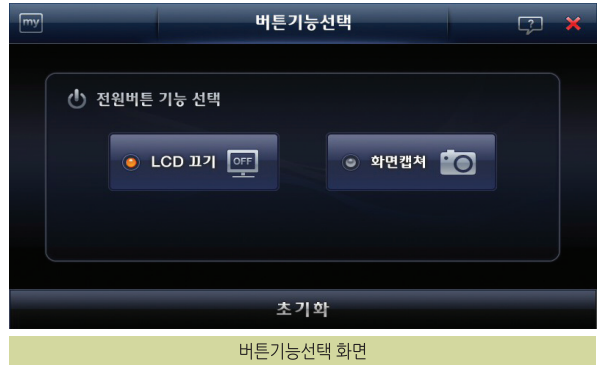 my
버튼기능선택
?
전원버튼 기능 선택
LCD 끄기 OFF
화면캡쳐
초기화
버튼기능선택 화면